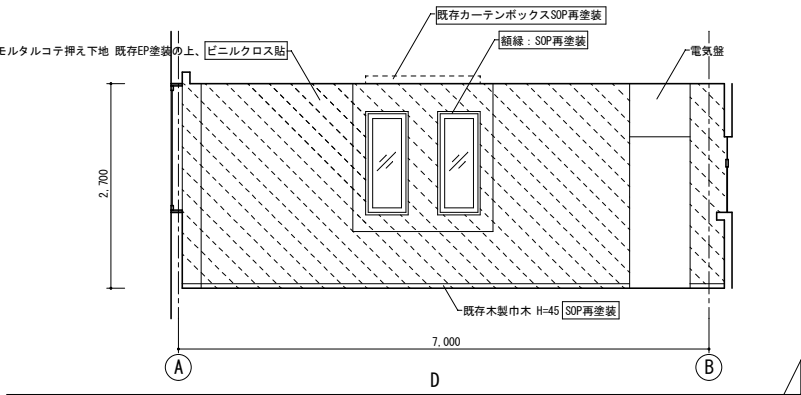 既存カーテンボックスSOP再塗装
額縁：SOP再塗装
モルタルコテ押え下地 既存EP塗装の上、ビニルクロス貼
電気盤
2,700
既存木製巾木 H=45 SOP再塗装
7,000
A
B
D